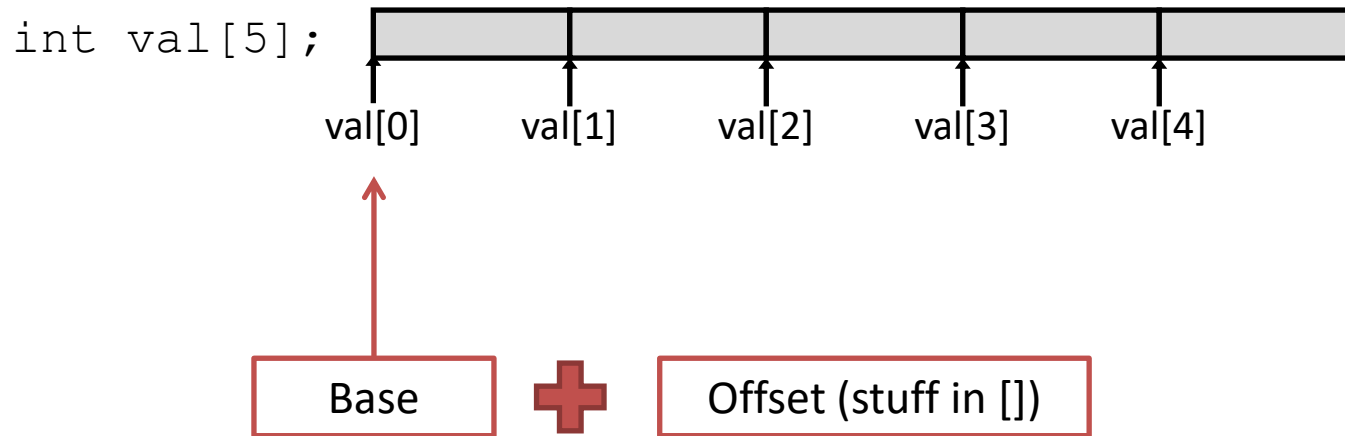 int val[5];
val[0] val[1] val[2] val[3] val[4]
Base Offset (stuff in [])